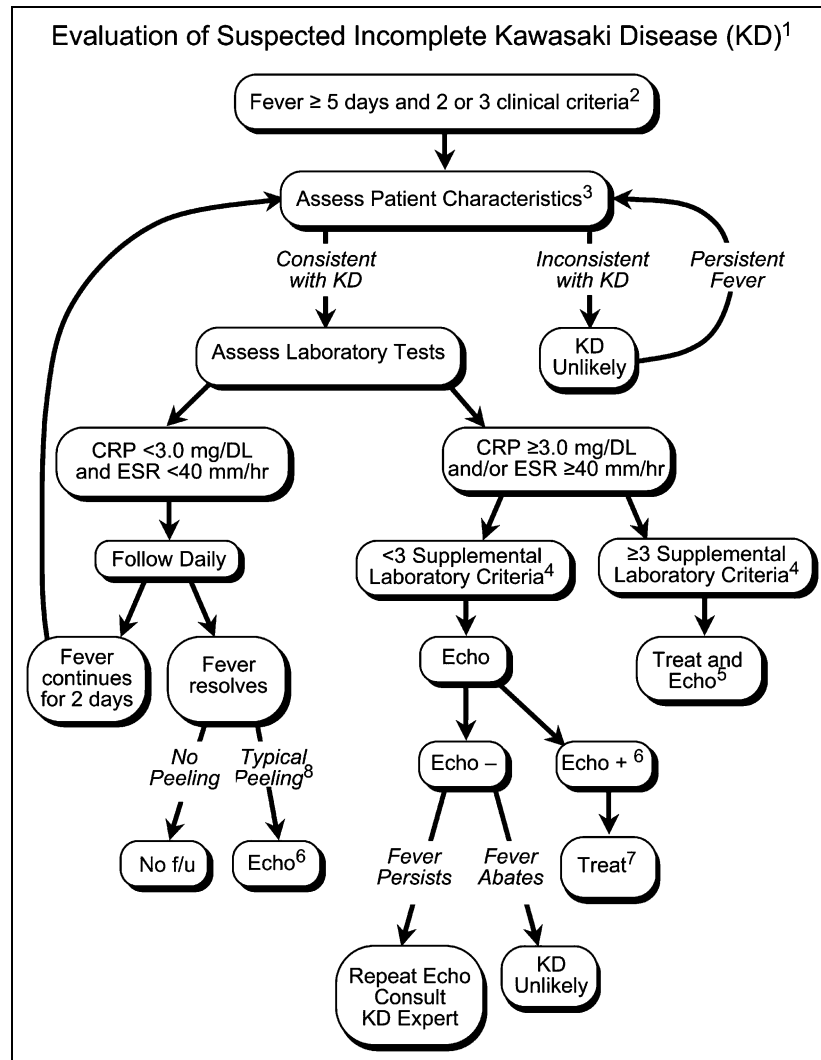 Evaluation of Suspected Incomplete Kawasaki Disease (KD)1
Fever ≥ 5 days and 2 or 3 clinical criteria2
Assess Patient Characteristics3
Consistent
with KD
Inconsistent
with KD
Persistent
Fever
Assess Laboratory Tests
KD
Unlikely
CRP <3.0 mg/DL
and ESR <40 mm/hr
CRP ≥3.0 mg/DL
and/or ESR ≥40 mm/hr
Follow Daily
<3 Supplemental
Laboratory Criteria4
≥3 Supplemental
Laboratory Criteria4
Fever
continues
for 2 days
Fever
resolves
Echo
Treat and
Echo5
No
Peeling
Typical
Peeling8
Echo –
Echo + 6
No f/u
Echo6
Fever
Persists
Fever
Abates
Treat7
Repeat Echo
Consult
KD Expert
KD
Unlikely